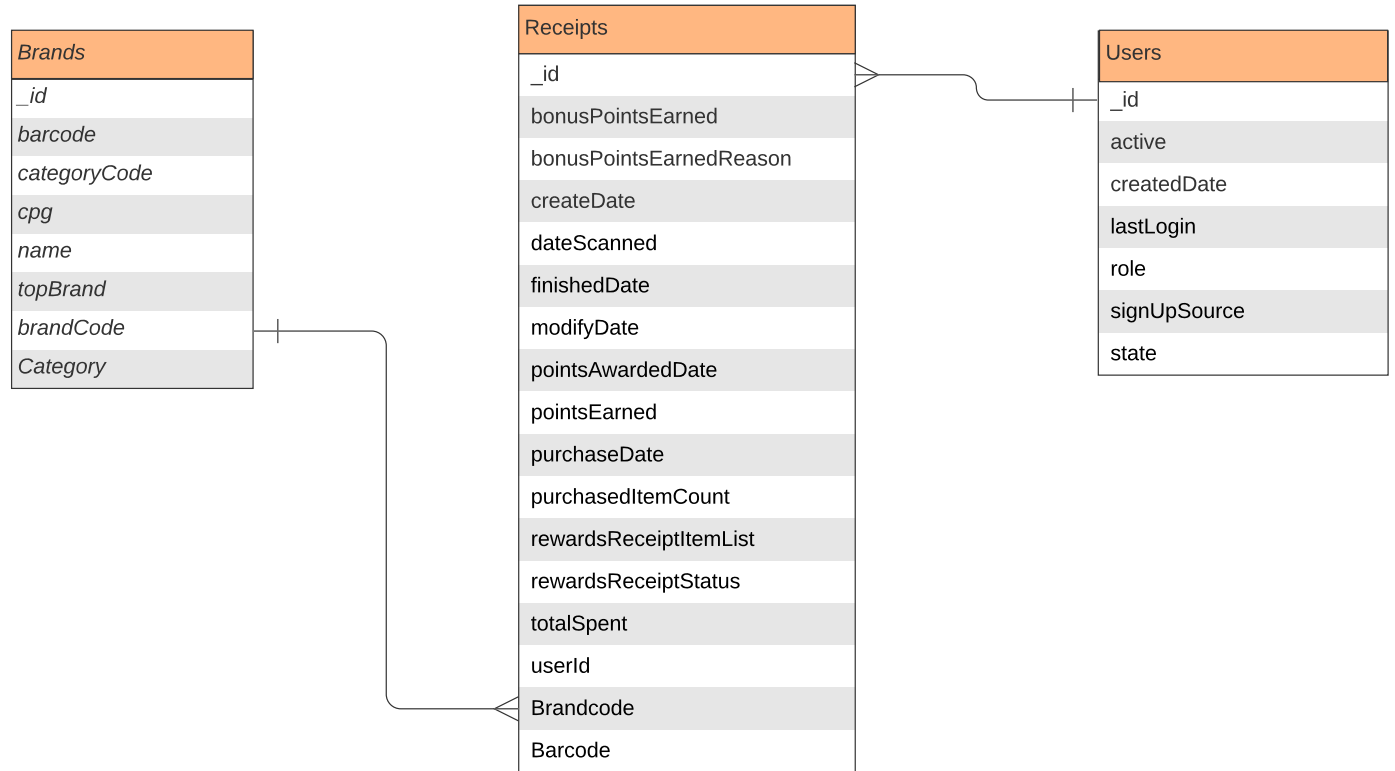 Brands
_id
barcode
categoryCode
cpg
name
topBrand
brandCode
Category
Receipts
_id
bonusPointsEarned
bonusPointsEarnedReason
createDate
dateScanned
finishedDate
modifyDate
pointsAwardedDate
pointsEarned
purchaseDate
purchasedItemCount
rewardsReceiptItemList
rewardsReceiptStatus
totalSpent
userId
Brandcode
Barcode
Users
_id
active
createdDate
lastLogin
role
signUpSource
state